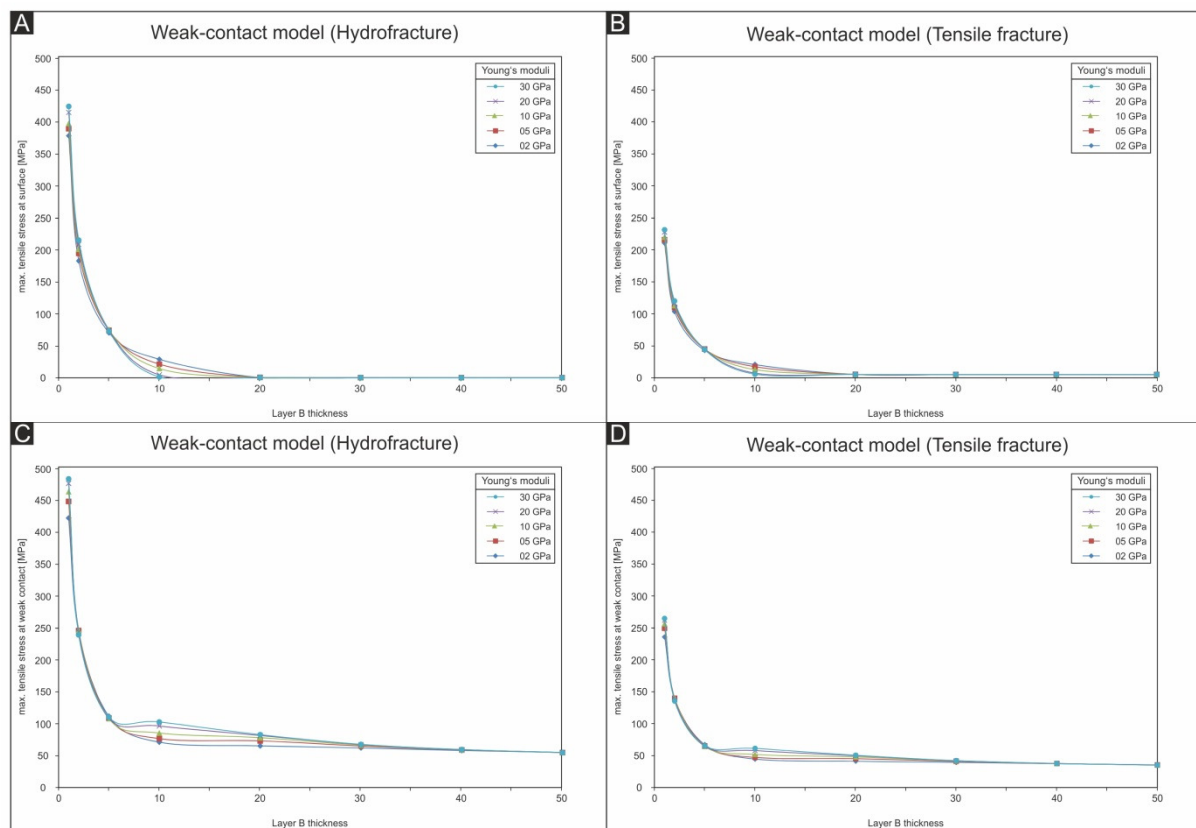 A
Weak-contact model (Hydrofracture)
max. tensile stress at surface [MPa]
500
450
400
350
300
250
200
150
100
50
0
Young's moduli
30 GPa
20 GPa
10 GPa
05 GPa
02 GPa
0 10 20 30 40 50
Layer B thickness
B
Weak-contact model (Tensile fracture)
max. tensile stress at surface [MPa]
500
450
400
350
300
250
200
150
100
50
0
Young's moduli
30 GPa
20 GPa
10 GPa
05 GPa
02 GPa
0 10 20 30 40 50
Layer B thickness
C
Weak-contact model (Hydrofracture)
max. tensile stress at weak contact [MPa]
500
450
400
350
300
250
200
150
100
50
0
Young's moduli
30 GPa
20 GPa
10 GPa
05 GPa
02 GPa
0 10 20 30 40 50
Layer B thickness
D
Weak-contact model (Tensile fracture)
max. tensile stress at weak contact [MPa]
500
450
400
350
300
250
200
150
100
50
0
Young's moduli
30 GPa
20 GPa
10 GPa
05 GPa
02 GPa
0 10 20 30 40 50
Layer B thickness